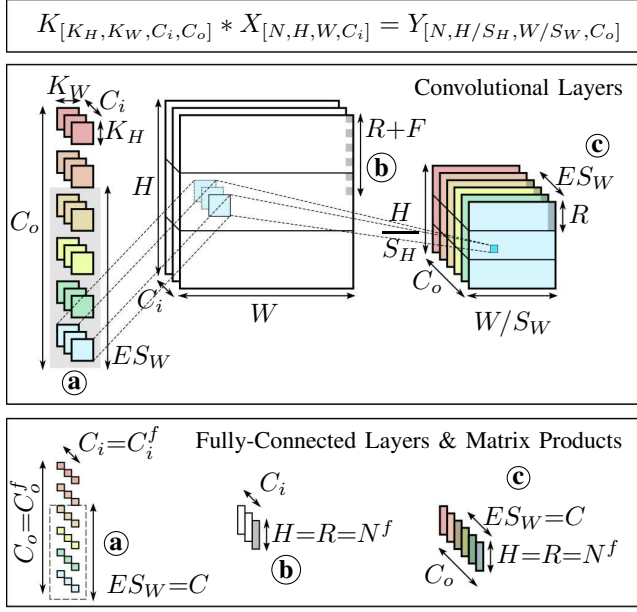 K_{[K_H,K_W,C_i,C_o]} * X_{[N,H,W,C_i]} = Y_{[N,H/S_H,W/S_W,C_o]}
Convolutional Layers
K_W
C_i
K_H
C_o
ES_W
a
H
C_i
W
R+F
b
H
S_H
C_o
W/S_W
c
ES_W
R
Fully-Connected Layers & Matrix Products
C_i=C_i^f
C_o=C_o^f
a
ES_W=C
C_i
H=R=N^f
b
c
ES_W=C
H=R=N^f
C_o